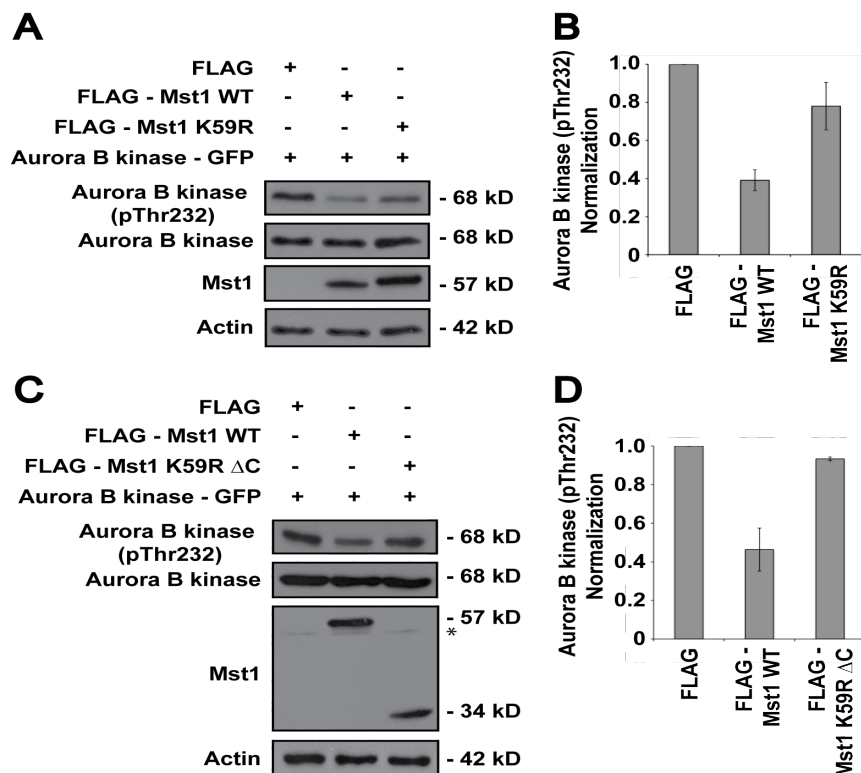 A
FLAG + - -
FLAG - Mst1 WT - + -
FLAG - Mst1 K59R - - +
Aurora B kinase - GFP + + +
Aurora B kinase
(pThr232)
- 68 kD
Aurora B kinase - 68 kD
Mst1 - 57 kD
Actin - 42 kD
B
Aurora B kinase (pThr232)
Normalization
1.0
0.8
0.6
0.4
0.2
0
FLAG
FLAG -
Mst1 WT
FLAG -
Mst1 K59R
C
FLAG + - -
FLAG - Mst1 WT - + -
FLAG - Mst1 K59R ΔC - - +
Aurora B kinase - GFP + + +
Aurora B kinase
(pThr232)
- 68 kD
Aurora B kinase - 68 kD
- 57 kD
*
Mst1
- 34 kD
Actin - 42 kD
D
Aurora B kinase (pThr232)
Normalization
1.0
0.8
0.6
0.4
0.2
0
FLAG
FLAG -
Mst1 WT
FLAG -
Mst1 K59R ΔC